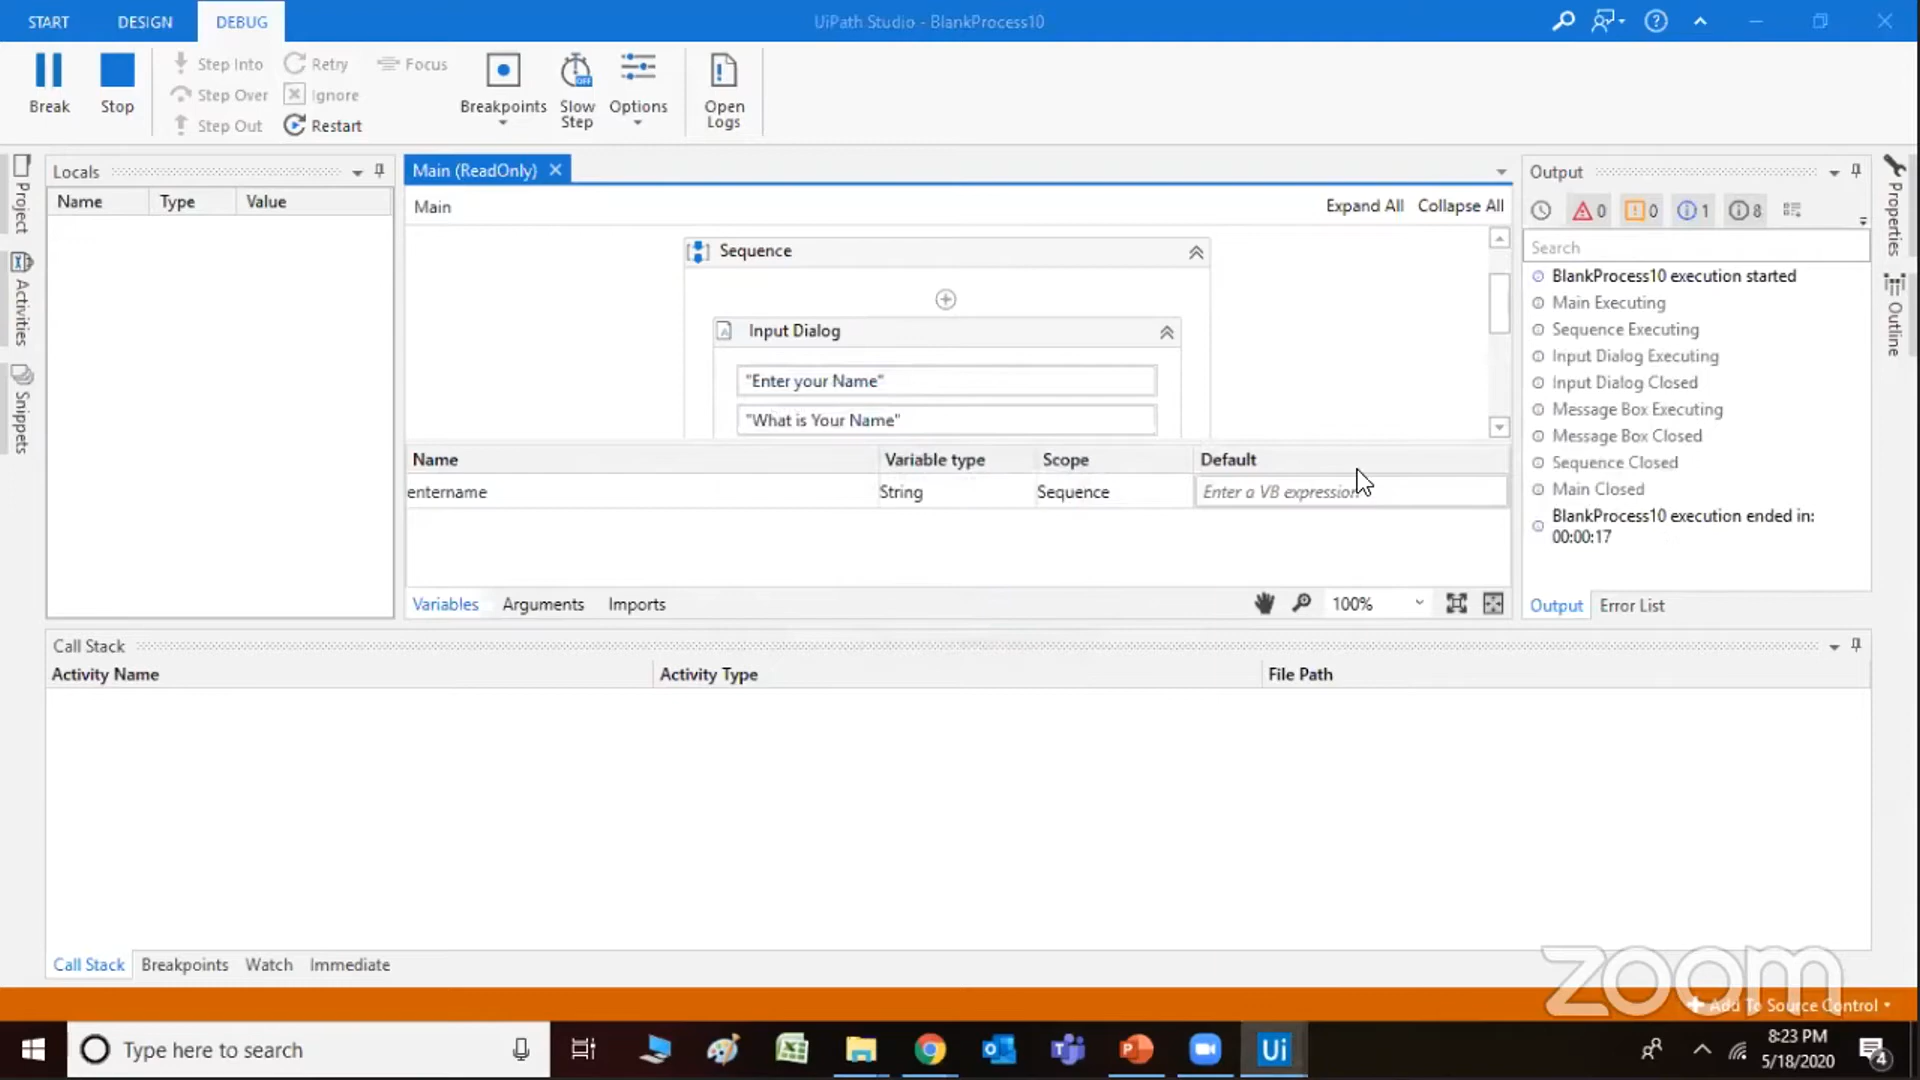 START DESIGN DEBUG UiPath Studio - BlankProcess10
Break Stop
Step Into Retry Focus
Step Over Ignore
Step Out Restart
Breakpoints Slow Step Options Open Logs
Project
Activities
Snippets
Locals
Name Type Value
Main (ReadOnly)
Main Expand All Collapse All
Sequence
Input Dialog
"Enter your Name"
"What is Your Name"
Name Variable type Scope Default
entername String Sequence Enter a VB expression
Variables Arguments Imports 100%
Output
0 0 1 8
Search
BlankProcess10 execution started
Main Executing
Sequence Executing
Input Dialog Executing
Input Dialog Closed
Message Box Executing
Message Box Closed
Sequence Closed
Main Closed
BlankProcess10 execution ended in:
00:00:17
Output Error List
Properties
Outline
Call Stack
Activity Name Activity Type File Path
Call Stack Breakpoints Watch Immediate
zoom
Add To Source Control
Type here to search
Ui
8:23 PM
5/18/2020
4